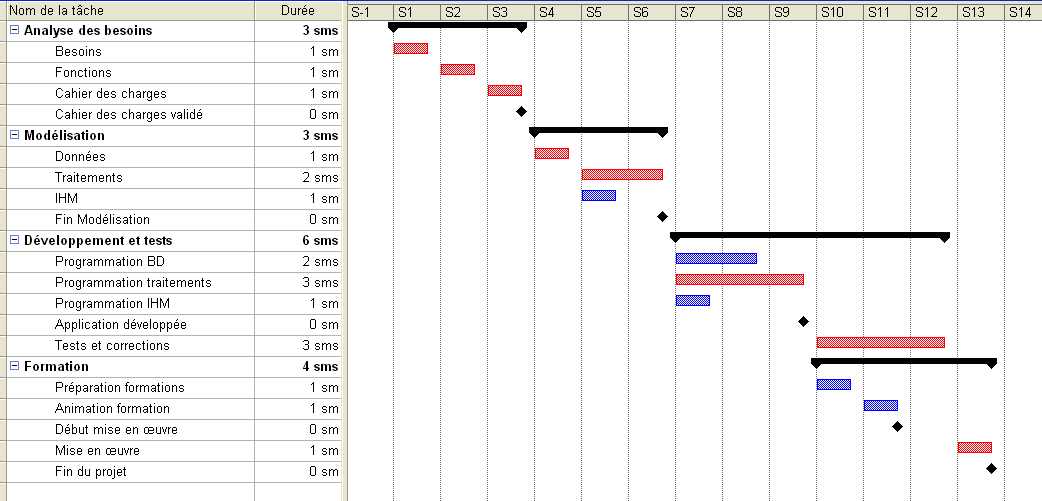 Nom de la tâche Durée S-1 S1 S2 S3 S4 S5 S6 S7 S8 S9 S10 S11 S12 S13 S14
Analyse des besoins 3 sms
Besoins 1 sm
Fonctions 1 sm
Cahier des charges 1 sm
Cahier des charges validé 0 sm
Modélisation 3 sms
Données 1 sm
Traitements 2 sms
IHM 1 sm
Fin Modélisation 0 sm
Développement et tests 6 sms
Programmation BD 2 sms
Programmation traitements 3 sms
Programmation IHM 1 sm
Application développée 0 sm
Tests et corrections 3 sms
Formation 4 sms
Préparation formations 1 sm
Animation formation 1 sm
Début mise en œuvre 0 sm
Mise en œuvre 1 sm
Fin du projet 0 sm